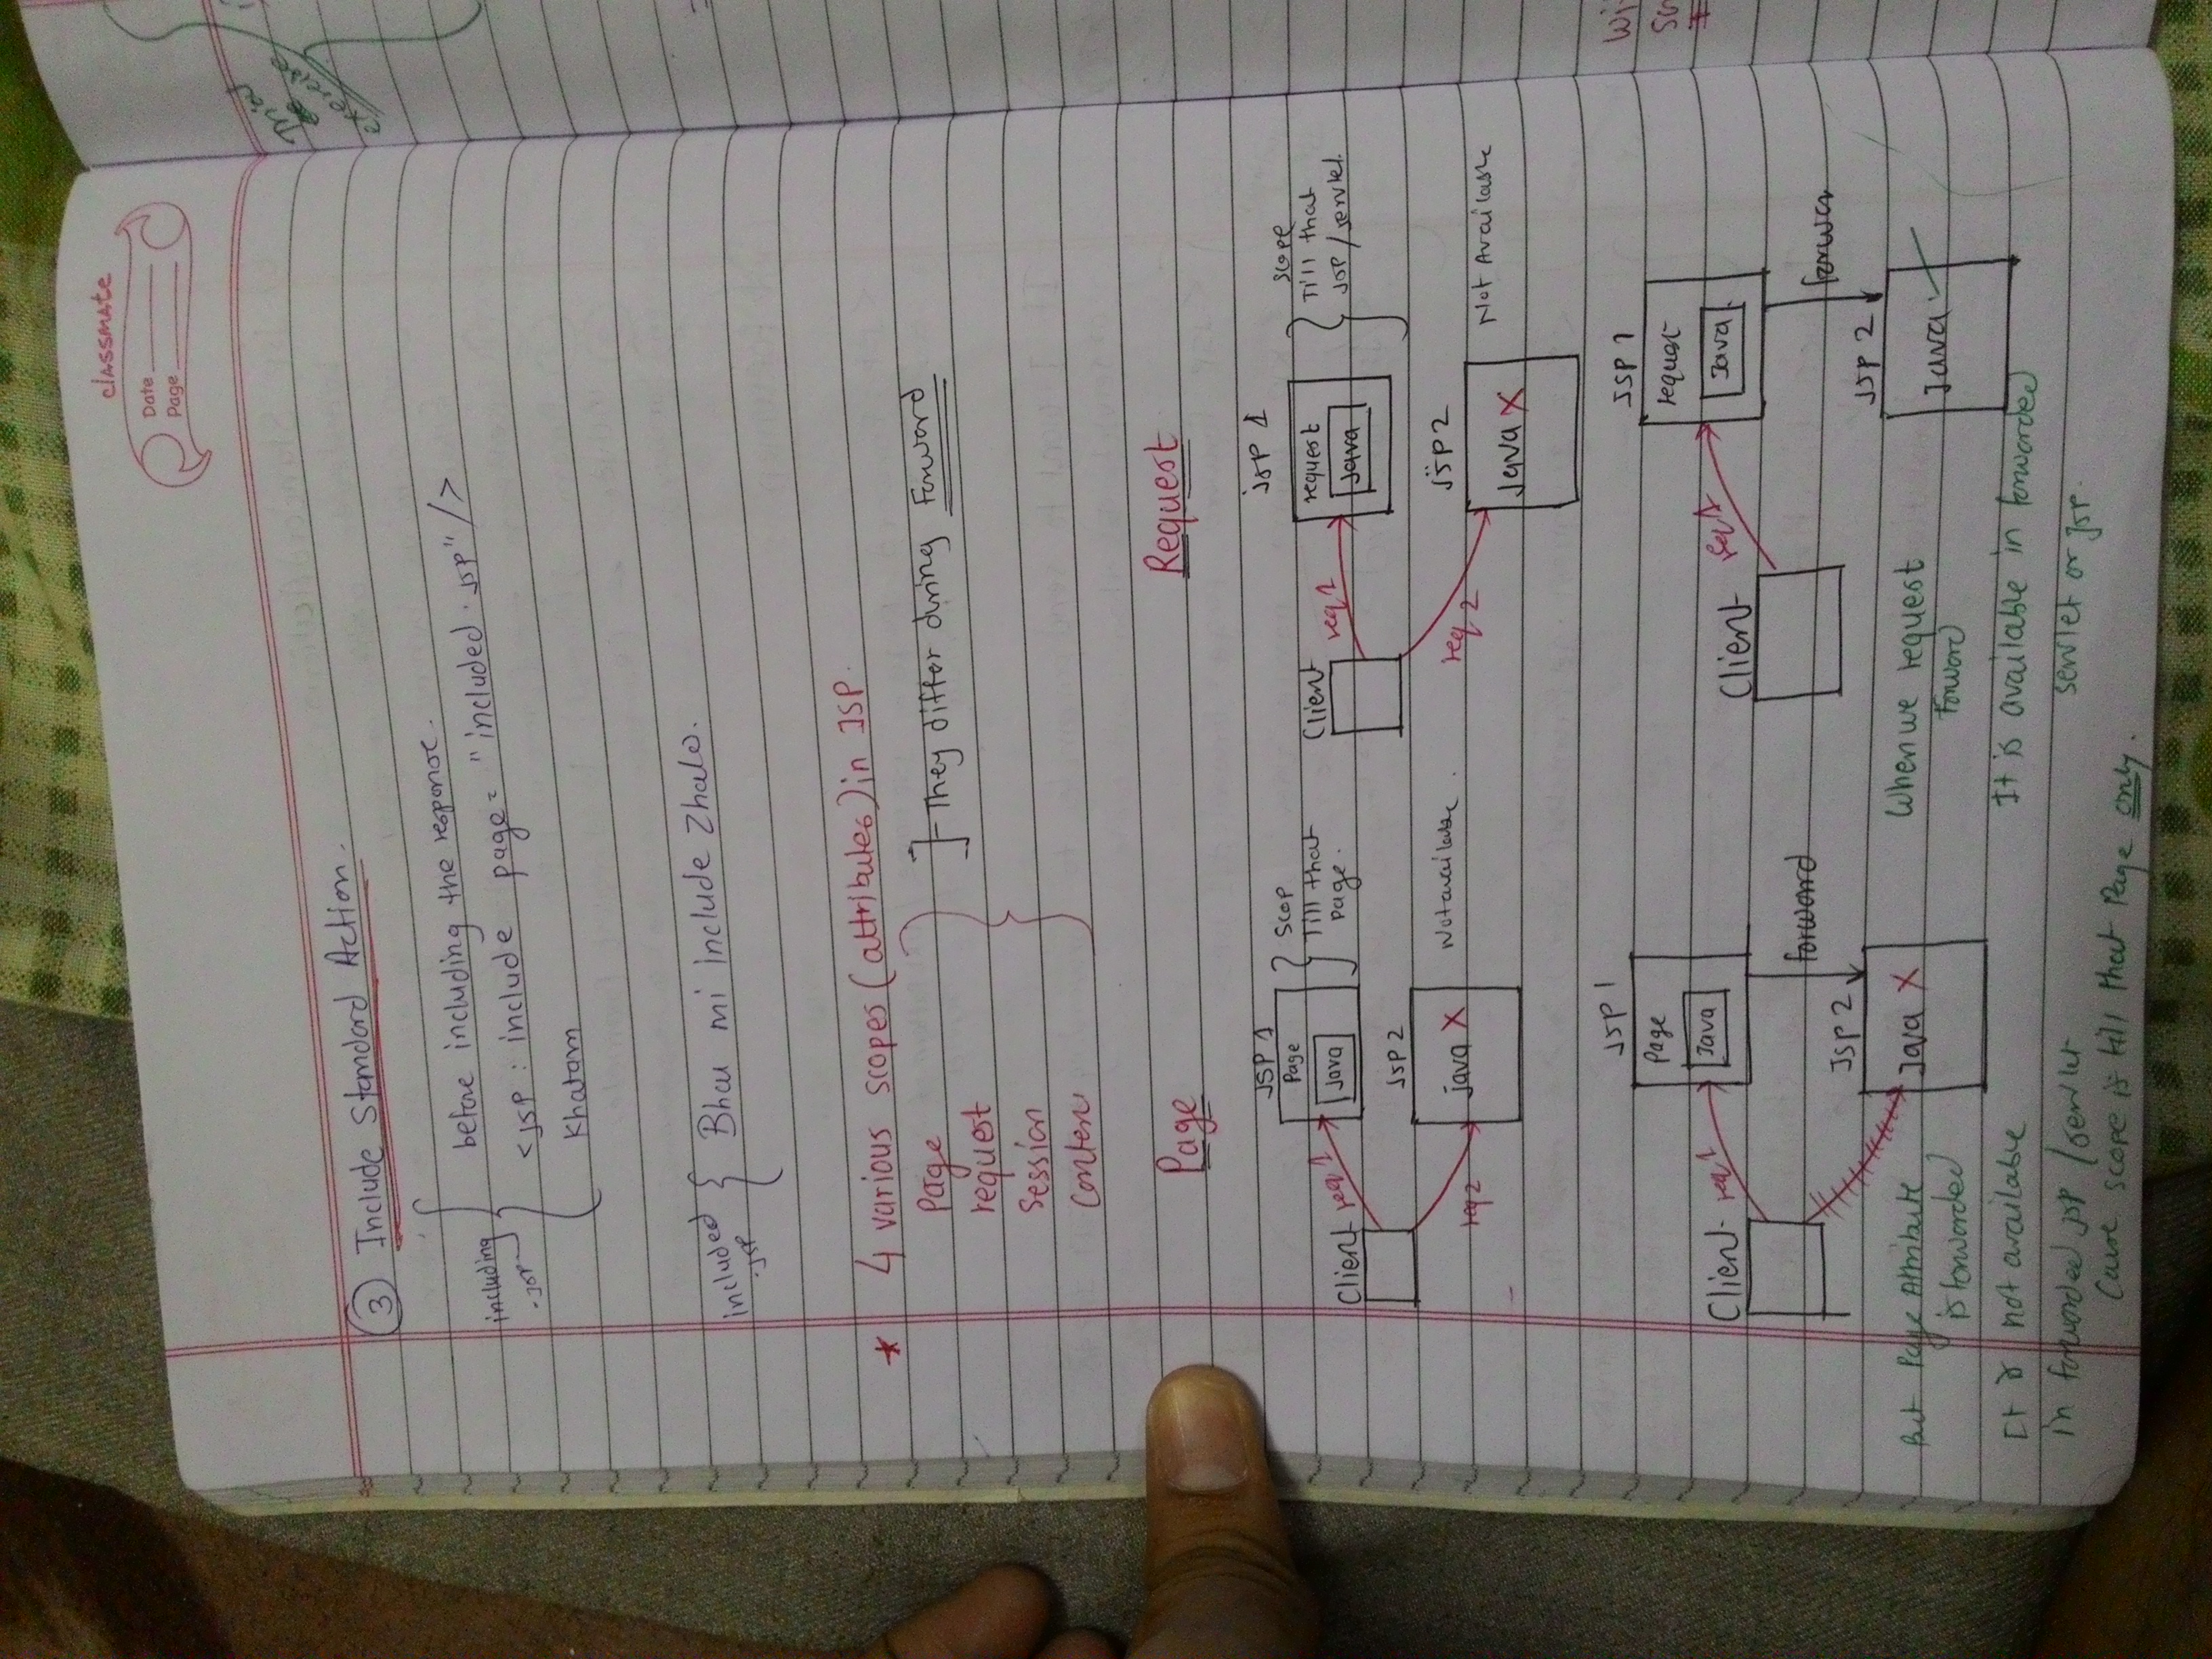 classmate
Date
Page
③ Include Standard Action.
including
.jsp
before including the response.
<jsp : include page = "included . jsp" />
Khatam
included
.jsp
Bhau mi include Zhalo.
* 4 various scopes (attributes) in JSP.
Page
request
Session
They differ during Forward
Page
Request
JSP 1
Page
Java
scop
Till that
page.
Client
req 1
JSP 2
java X
Not available
req 2
jsp 1
request
Java
scope
Till that
JSP / servlet.
Client
req 1
JSP 2
Java X
Not Available
req 2
JSP 1
Page
Java
Client
req 1
forward
JSP 2
Java X
JSP 1
request
Java
Client
req 1
JSP 2
Java ✓
But Page Attribute
is forwarded
It is not available
in forwarded jsp / servlet
Cause scope is till that Page only.
When we request
Forword
It is available in forwarded
servlet or jsp.
Trial
exercise